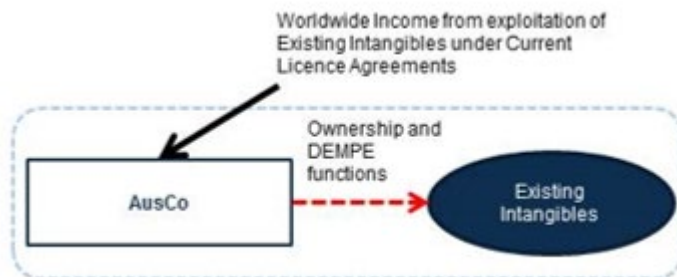 Worldwide Income from exploitation of
Existing Intangibles under Current
Licence Agreements
Ownership and
DEMPE
functions
AusCo
Existing
Intangibles